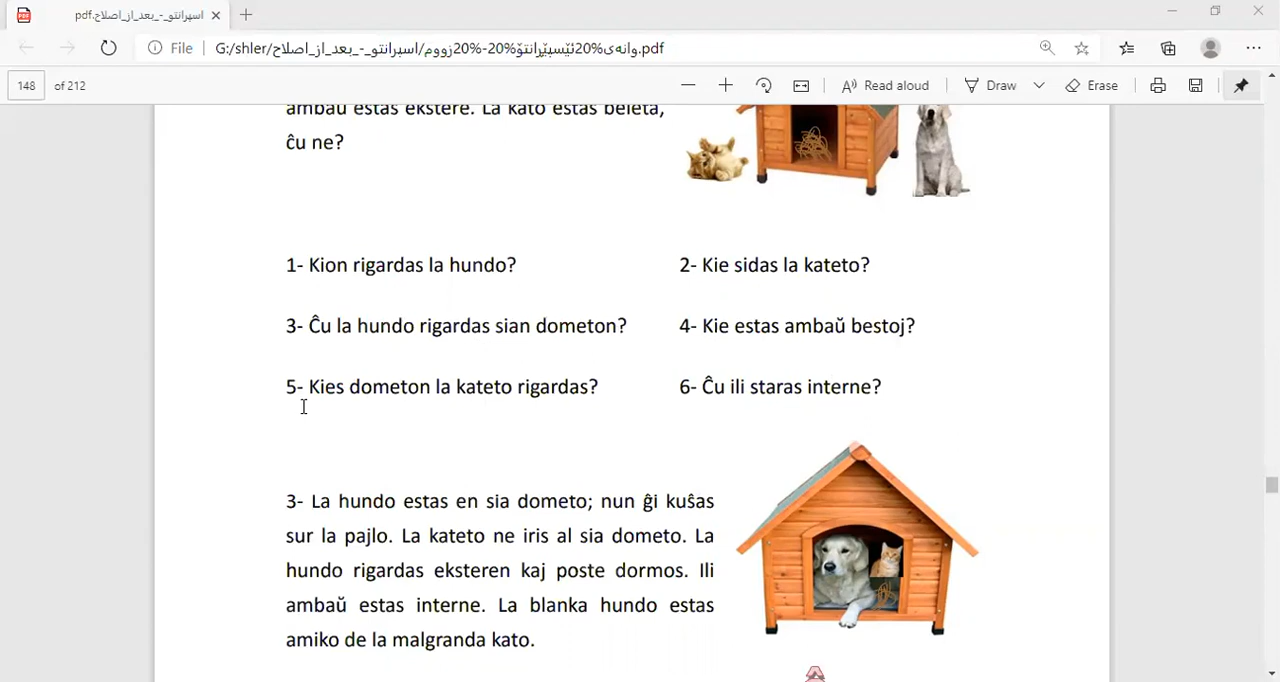 اسپرانتو_-_بعد_از_اصلاح.pdf
File G:/shler/وانەی%20ئێسپێرانتۆ%20-%20زووم/اسپرانتو_-_بعد_از_اصلاح.pdf
148 of 212 Read aloud Draw Erase
ambaŭ estas ekstere. La kato estas beleta,
ĉu ne?
1- Kion rigardas la hundo? 2- Kie sidas la kateto?
3- Ĉu la hundo rigardas sian dometon? 4- Kie estas ambaŭ bestoj?
5- Kies dometon la kateto rigardas? 6- Ĉu ili staras interne?
3- La hundo estas en sia dometo; nun ĝi kuŝas
sur la pajlo. La kateto ne iris al sia dometo. La
hundo rigardas eksteren kaj poste dormos. Ili
ambaŭ estas interne. La blanka hundo estas
amiko de la malgranda kato.